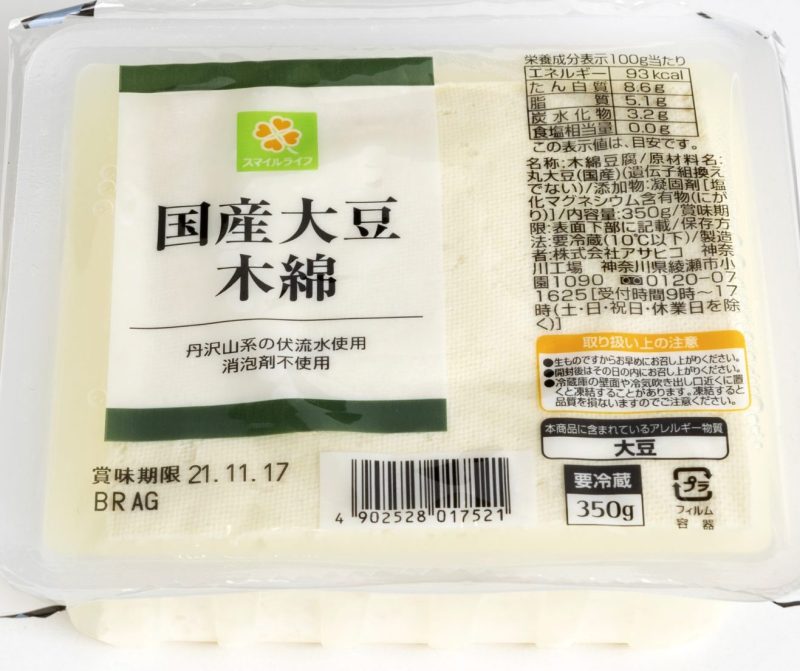 スマイルライフ
国産大豆
木綿
丹沢山系の伏流水使用
消泡剤不使用
賞味期限 21.11.17
BRAG
栄養成分表示100g当たり
エネルギー 93kcal
たん白質 8.6g
脂質 5.1g
炭水化物 3.2g
食塩相当量 0.0g
この表示値は、目安です。
名称:木綿豆腐/原材料名:
丸大豆(国産)(遺伝子組換え
でない)/添加物:凝固剤[塩
化マグネシウム含有物(にが
り)]/内容量:350g/賞味期
限:表面下部に記載/保存方
法:要冷蔵(10℃以下)/製造
者:株式会社アサヒコ 神奈
川工場 神奈川県綾瀬市小
園1090 0120-07
1625[受付時間9時〜17
時(土・日・祝日・休業日を除
く)]
取り扱い上の注意
●生ものですからお早めにお召し上がりください。
●開封後はその日の内にお召し上がりください。
●冷蔵庫の壁面や冷気吹き出し口近くに置
くと凍結することがあります。凍結すると
品質を損ないますのでご注意ください。
本商品に含まれているアレルギー物質
大豆
要冷蔵
350g
プラ
フィルム
容器
4 902528 017521